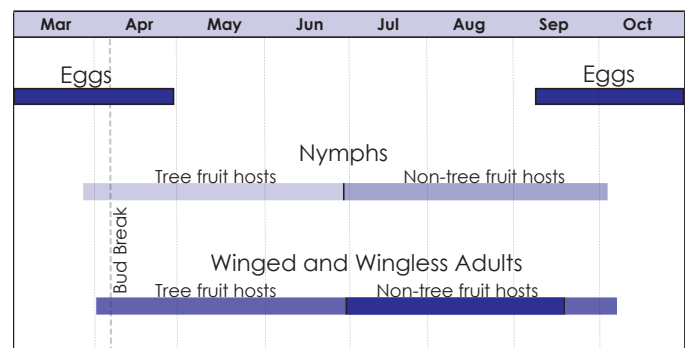 Mar Apr May Jun Jul Aug Sep Oct
Eggs Eggs
Nymphs
Tree fruit hosts Non-tree fruit hosts
Bud Break
Winged and Wingless Adults
Tree fruit hosts Non-tree fruit hosts